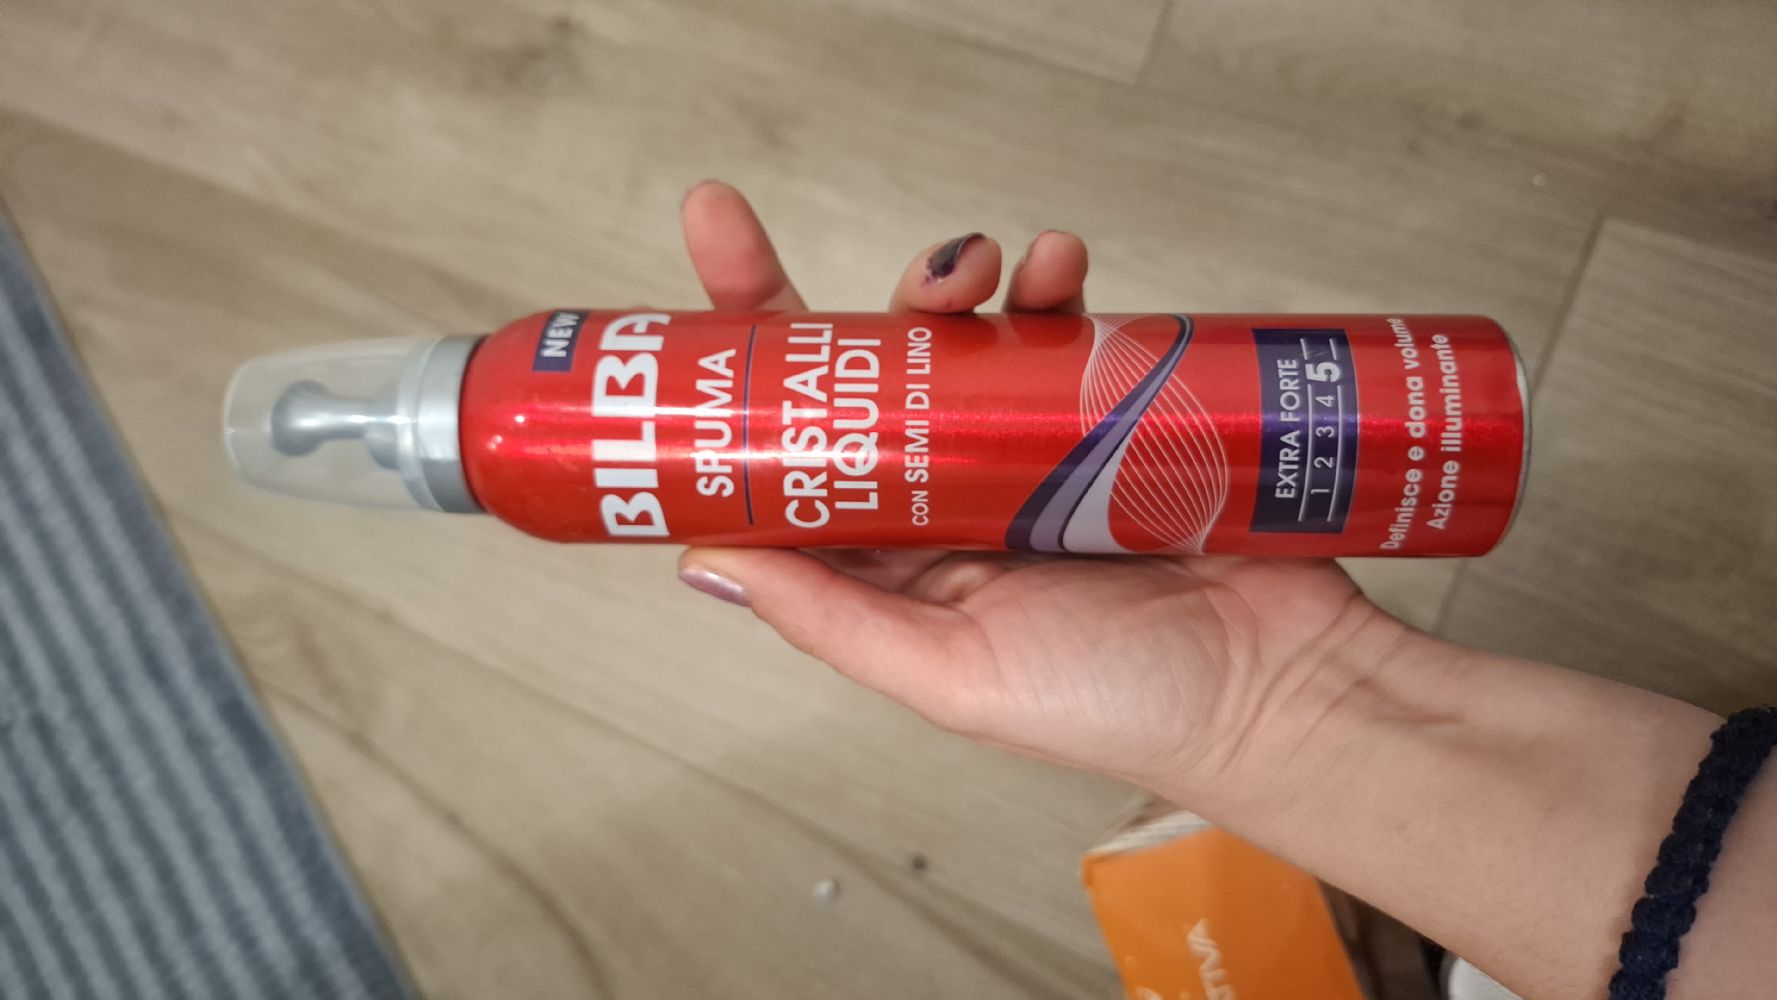 NEW
BILBA
SPUMA
CRISTALLI
LIQUIDI
CON SEMI DI LINO
EXTRA FORTE
1 2 3 4 5
Definisce e dona volume
Azione illuminante